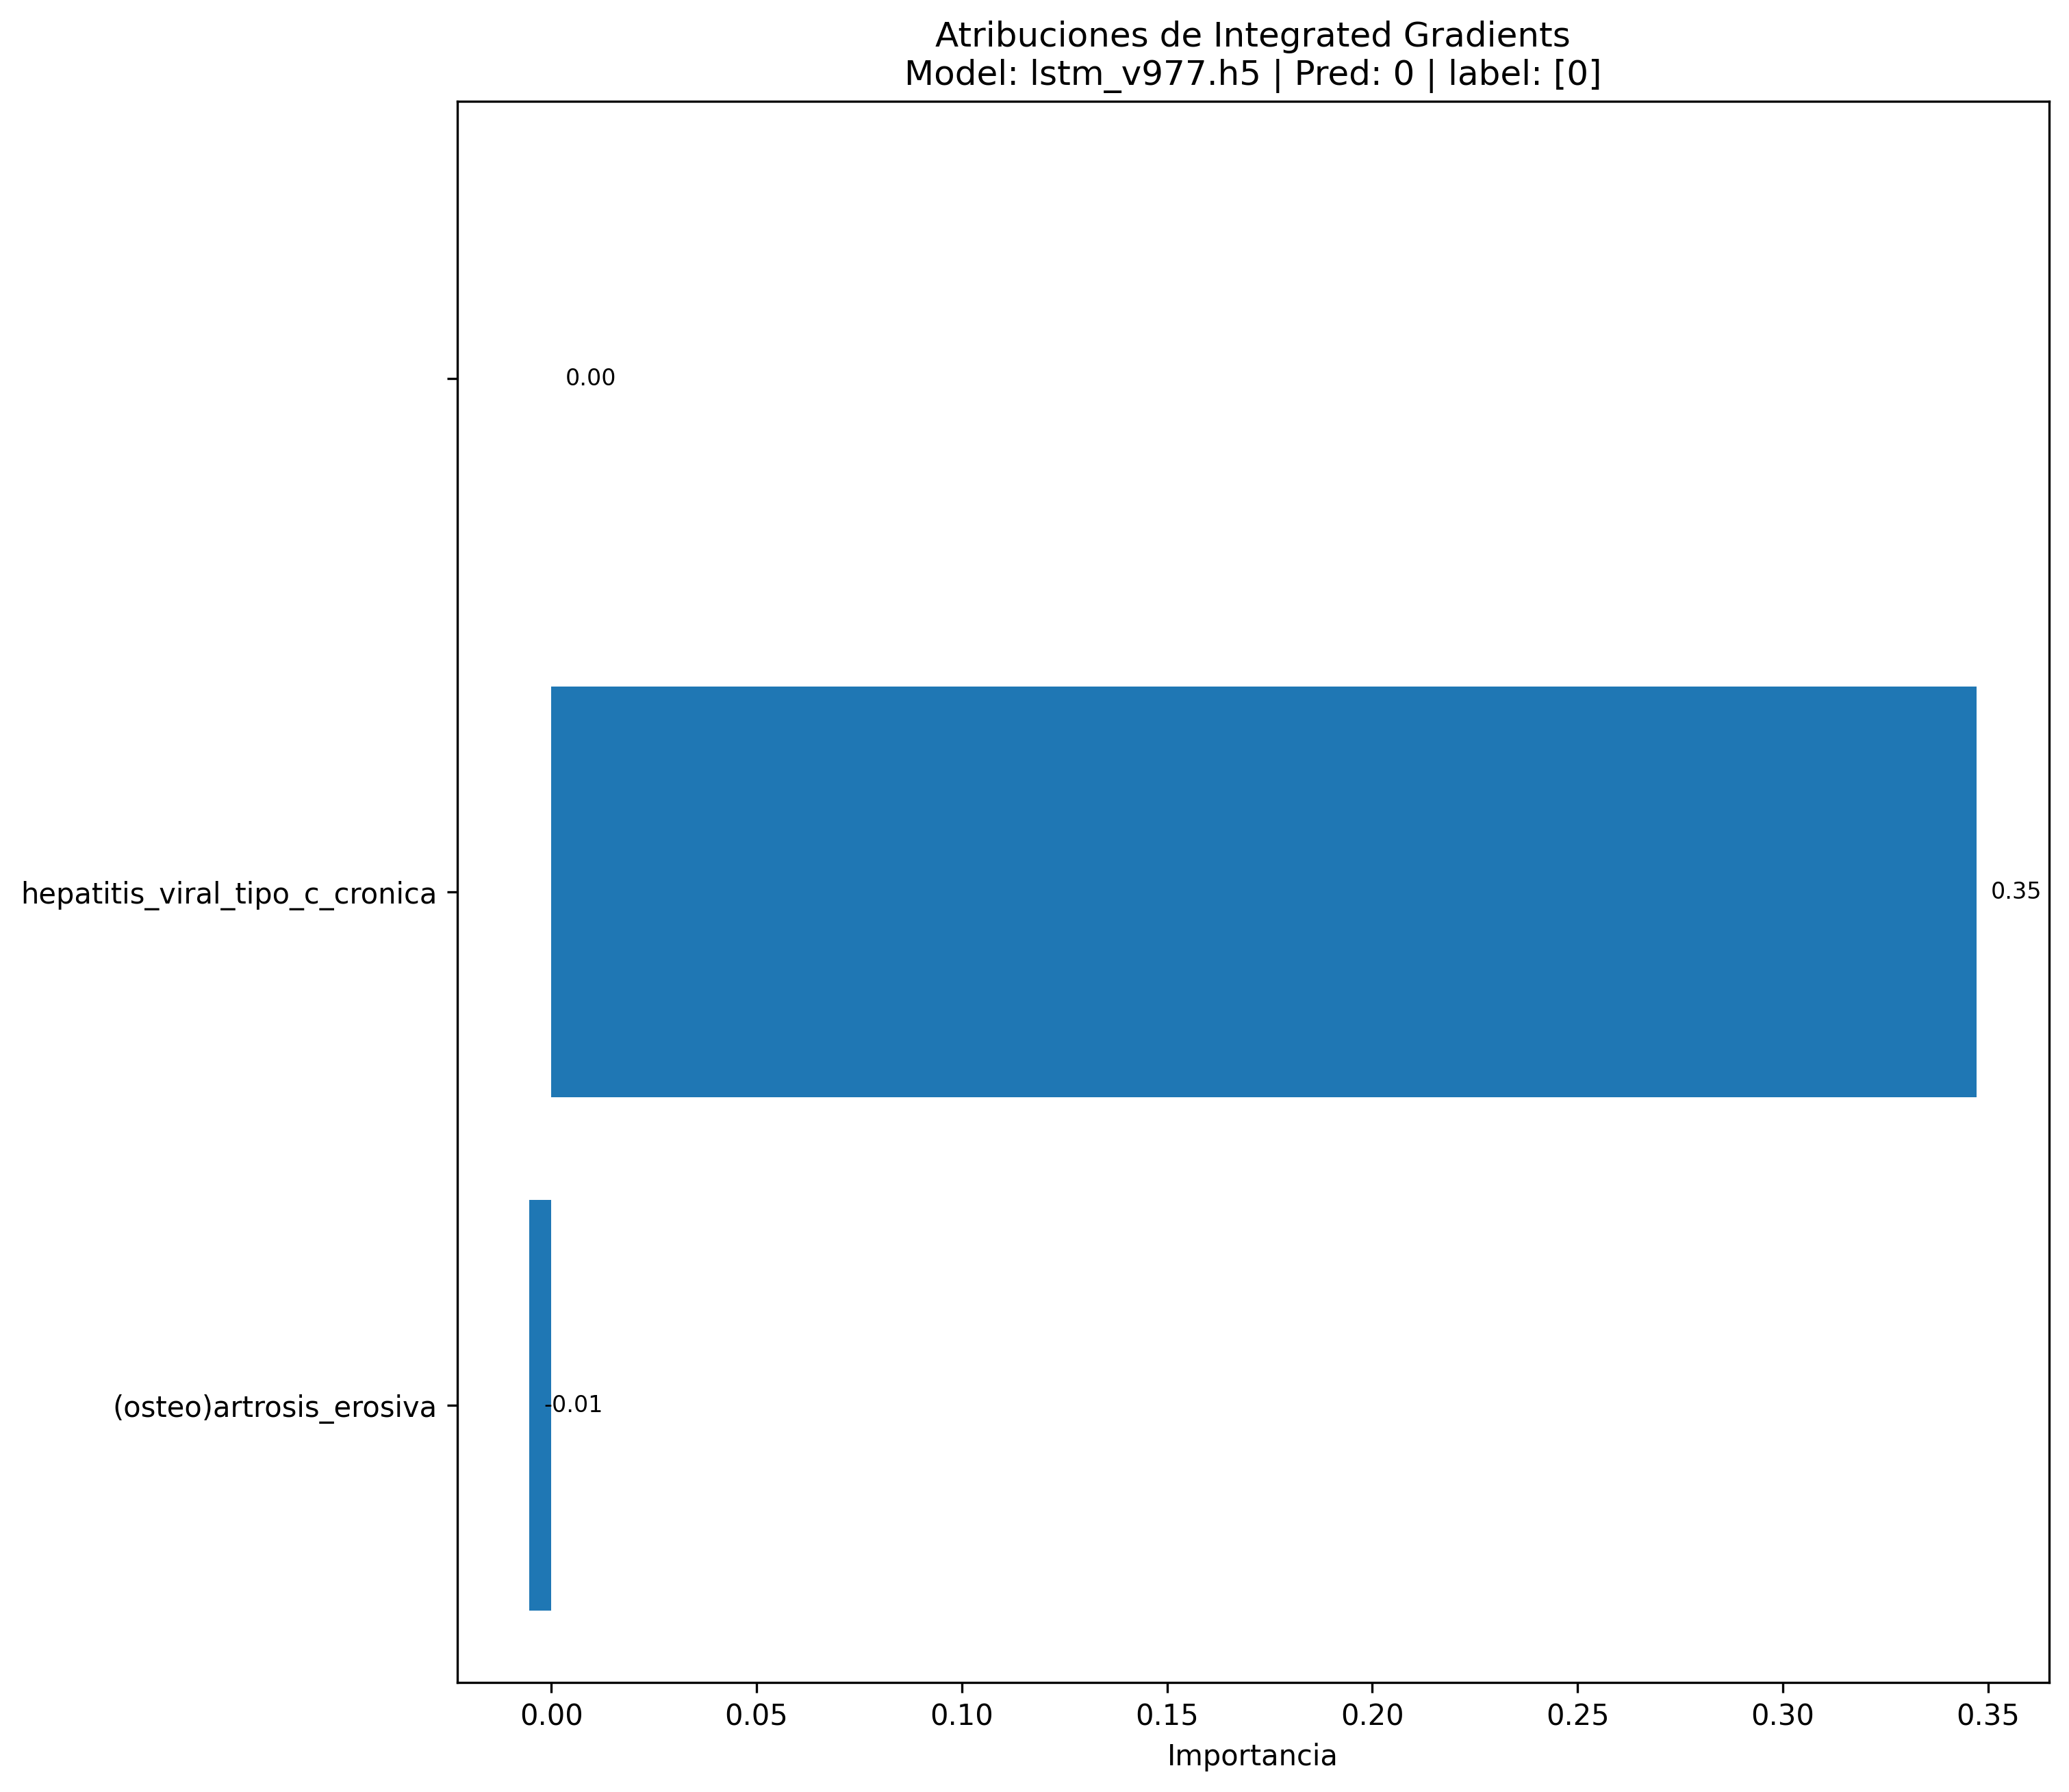 Atribuciones de Integrated Gradients
Model: lstm_v977.h5 | Pred: 0 | label: [0]
0.00
hepatitis_viral_tipo_c_cronica
0.35
(osteo)artrosis_erosiva
-0.01
0.00 0.05 0.10 0.15 0.20 0.25 0.30 0.35
Importancia